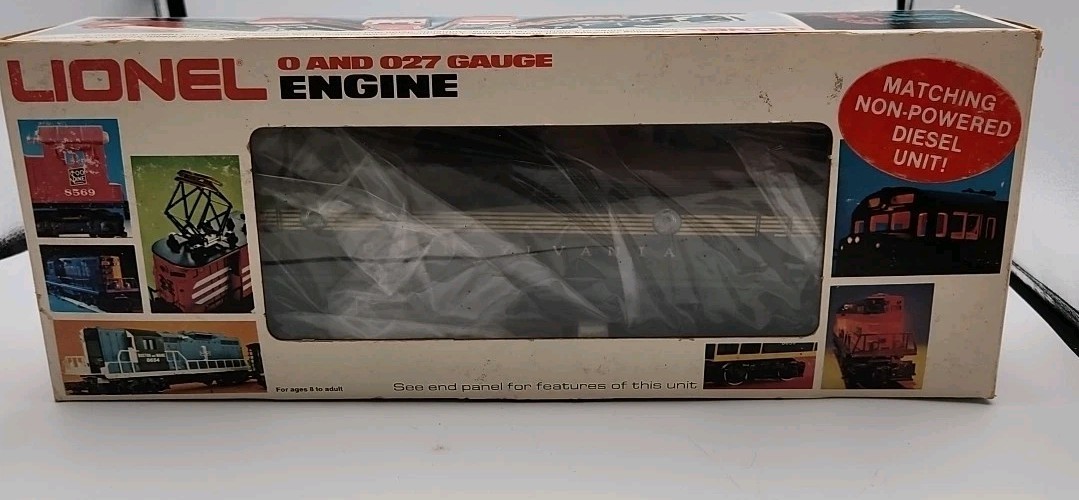 LIONEL
O AND 027 GAUGE
ENGINE
MATCHING
NON-POWERED
DIESEL
UNIT!
8569
For ages 8 to adult
See end panel for features of this unit